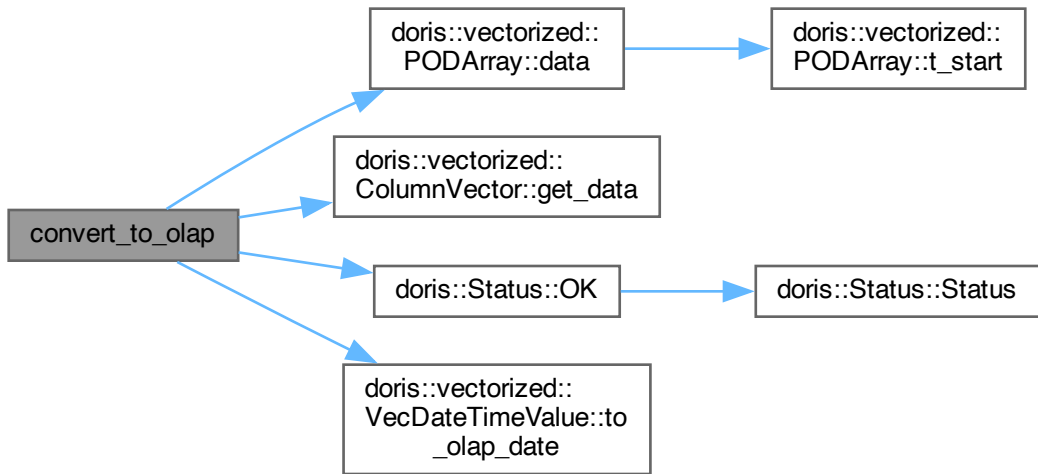 convert_to_olap
doris::vectorized::
PODArray::data
doris::vectorized::
PODArray::t_start
doris::vectorized::
ColumnVector::get_data
doris::Status::OK
doris::Status::Status
doris::vectorized::
VecDateTimeValue::to
_olap_date